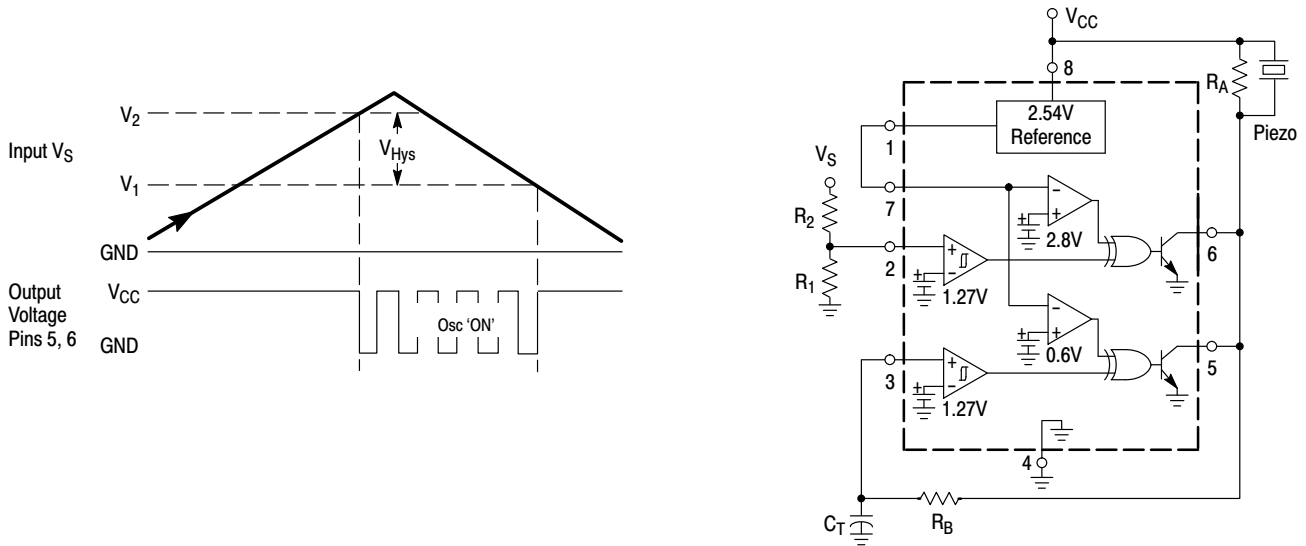 V2
Input VS
VHys
V1
GND
Output
Voltage
Pins 5, 6
VCC
Osc 'ON'
GND
VCC
8
RA
Piezo
2.54V
Reference
1
VS
7
R2
- 
+
2.8V
6
2
+
-
+
1.27V
R1
-
+
+
0.6V
5
3
+
-
+
1.27V
4
CT
RB